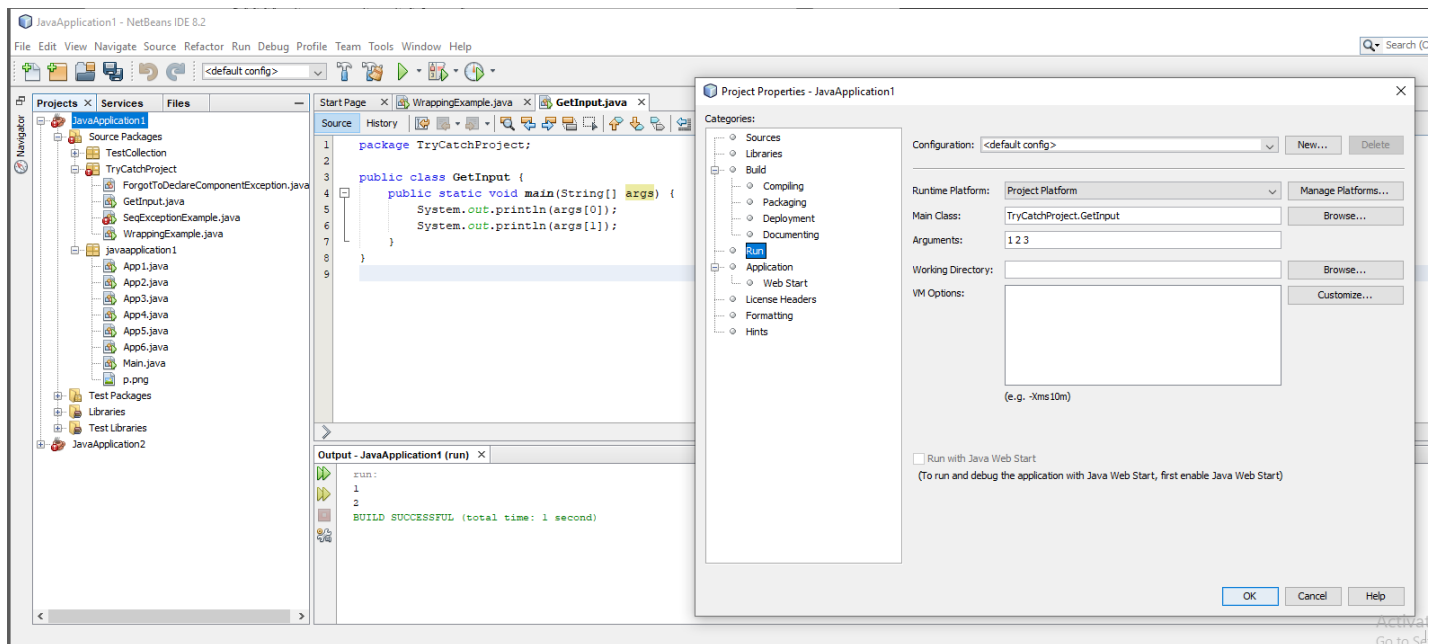 JavaApplication1 - NetBeans IDE 8.2
File Edit View Navigate Source Refactor Run Debug Profile Team Tools Window Help
Search (C
<default config>
Projects Services Files
Navigator
JavaApplication1
Source Packages
TestCollection
TryCatchProject
ForgotToDeclareComponentException.java
GetInput.java
SeqExceptionExample.java
WrappingExample.java
javaapplication1
App1.java
App2.java
App3.java
App4.java
App5.java
App6.java
Main.java
p.png
Test Packages
Libraries
Test Libraries
JavaApplication2
Start Page WrappingExample.java GetInput.java
Source History
1 package TryCatchProject;
2
3 public class GetInput {
4 public static void main(String[] args) {
5 System.out.println(args[0]);
6 System.out.println(args[1]);
7 }
8 }
9
Output - JavaApplication1 (run)
run:
1
2
BUILD SUCCESSFUL (total time: 1 second)
Project Properties - JavaApplication1
Categories:
Sources
Libraries
Build
Compiling
Packaging
Deployment
Documenting
Run
Application
Web Start
License Headers
Formatting
Hints
Configuration: <default config> New... Delete
Runtime Platform: Project Platform Manage Platforms...
Main Class: TryCatchProject.GetInput Browse...
Arguments: 1 2 3
Working Directory: Browse...
VM Options: Customize...
(e.g. -Xms10m)
Run with Java Web Start
(To run and debug the application with Java Web Start, first enable Java Web Start)
OK Cancel Help
Activat
Go to Se